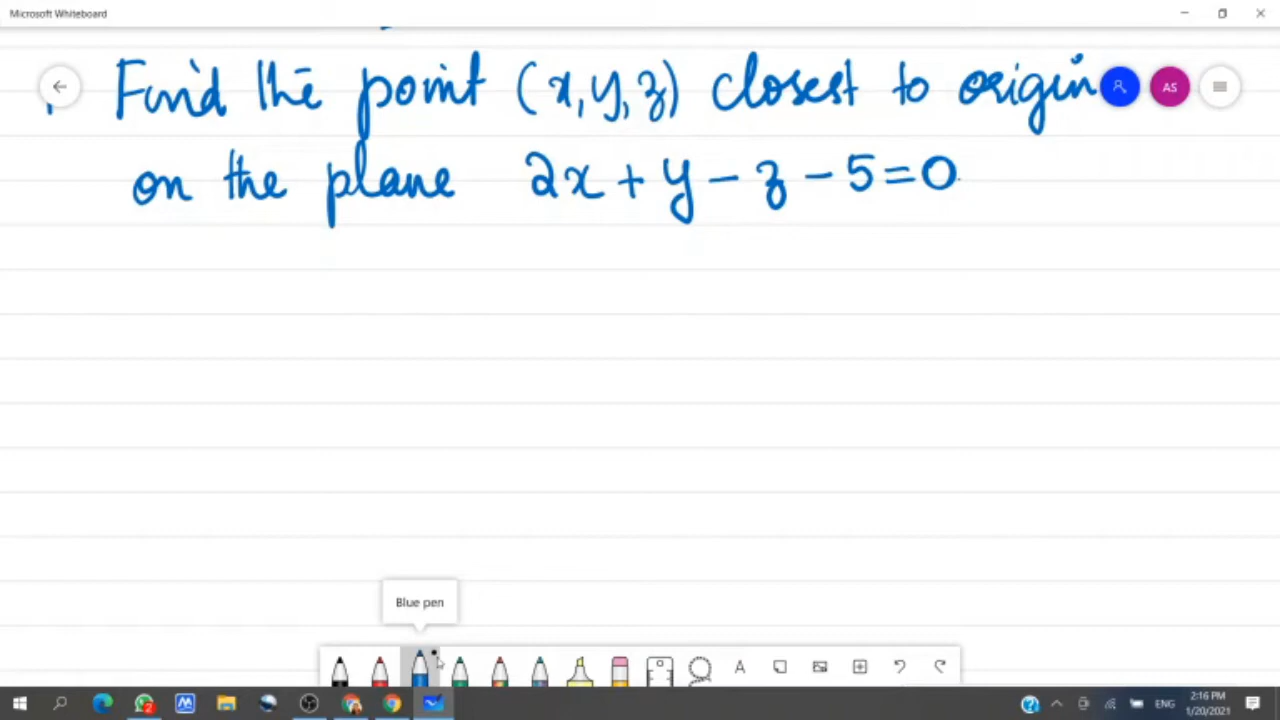 Microsoft Whiteboard
Find the point (x,y,z) closest to origin
AS
on the plane 2x + y - z - 5 = 0
Blue pen
A
ENG
2:16 PM
1/20/2021